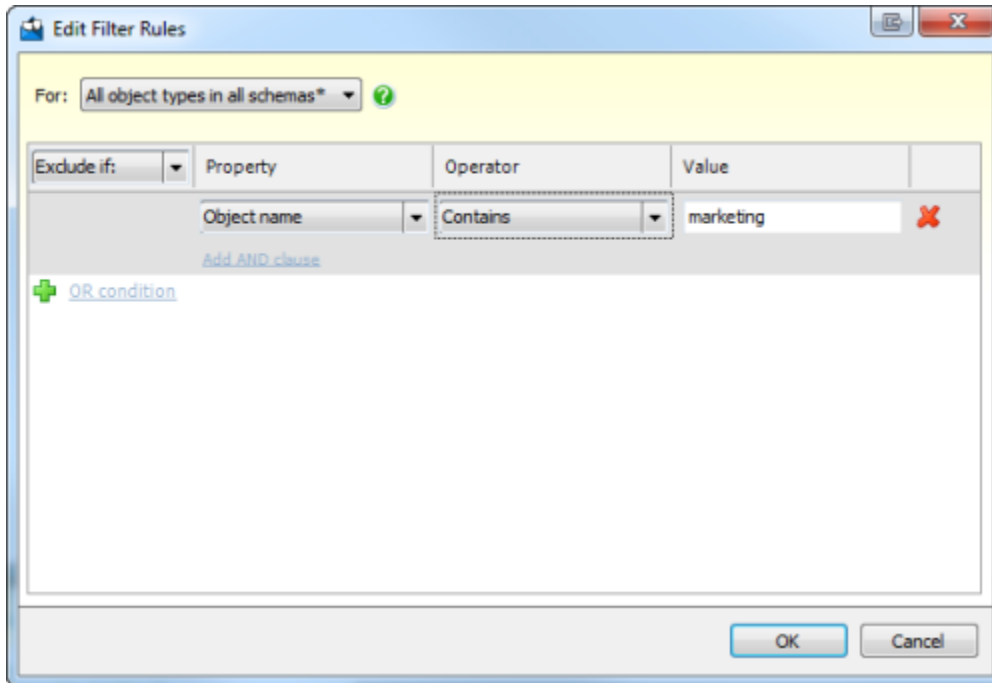 Edit Filter Rules
For: All object types in all schemas*
Exclude if: Property Operator Value
Object name Contains marketing
Add AND clause
OR condition
OK Cancel